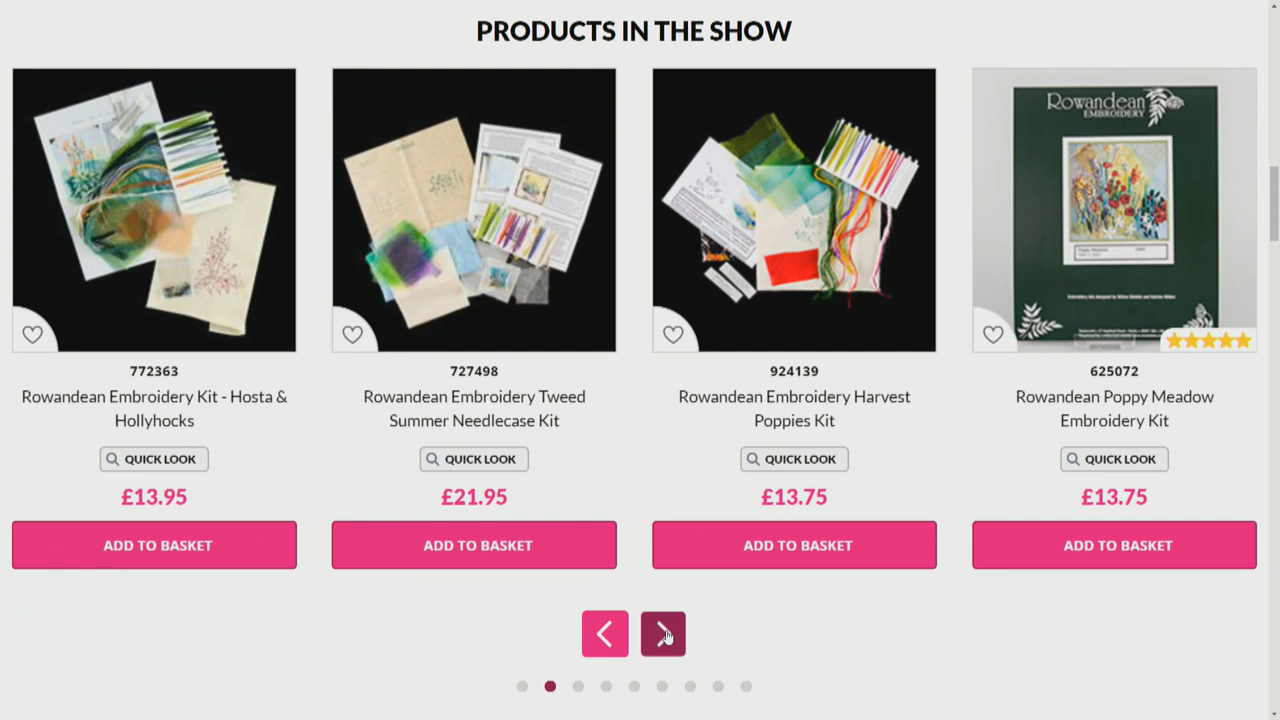 PRODUCTS IN THE SHOW
Rowandean
EMBROIDERY
Poppy Meadow
772363
Rowandean Embroidery Kit - Hosta &
Hollyhocks
QUICK LOOK
£13.95
ADD TO BASKET
727498
Rowandean Embroidery Tweed
Summer Needlecase Kit
QUICK LOOK
£21.95
ADD TO BASKET
924139
Rowandean Embroidery Harvest
Poppies Kit
QUICK LOOK
£13.75
ADD TO BASKET
625072
Rowandean Poppy Meadow
Embroidery Kit
QUICK LOOK
£13.75
ADD TO BASKET